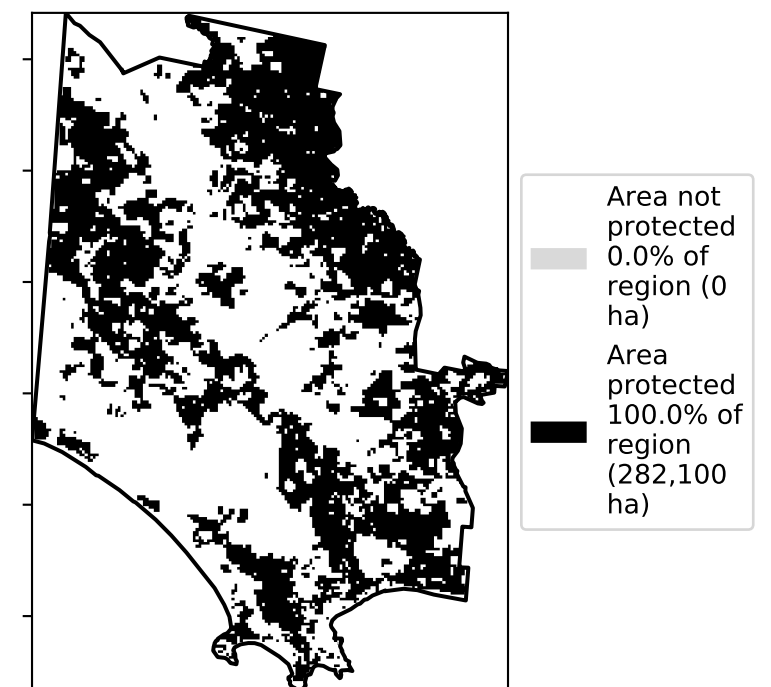 Area not
protected
0.0% of
region (0
ha)
Area
protected
100.0% of
region
(282,100
ha)